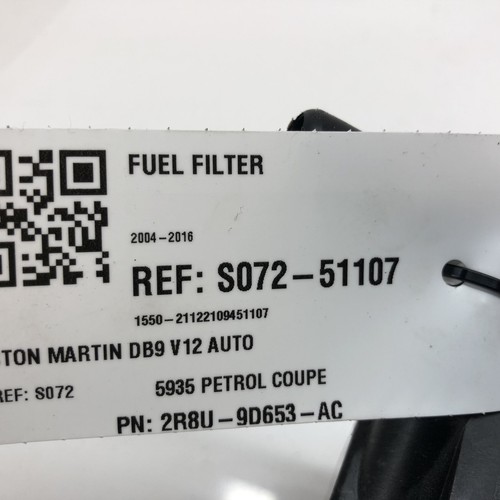 FUEL FILTER
2004-2016
REF: S072-51107
1550-21122109451107
STON MARTIN DB9 V12 AUTO
REF: S072
5935 PETROL COUPE
PN: 2R8U-9D653-AC